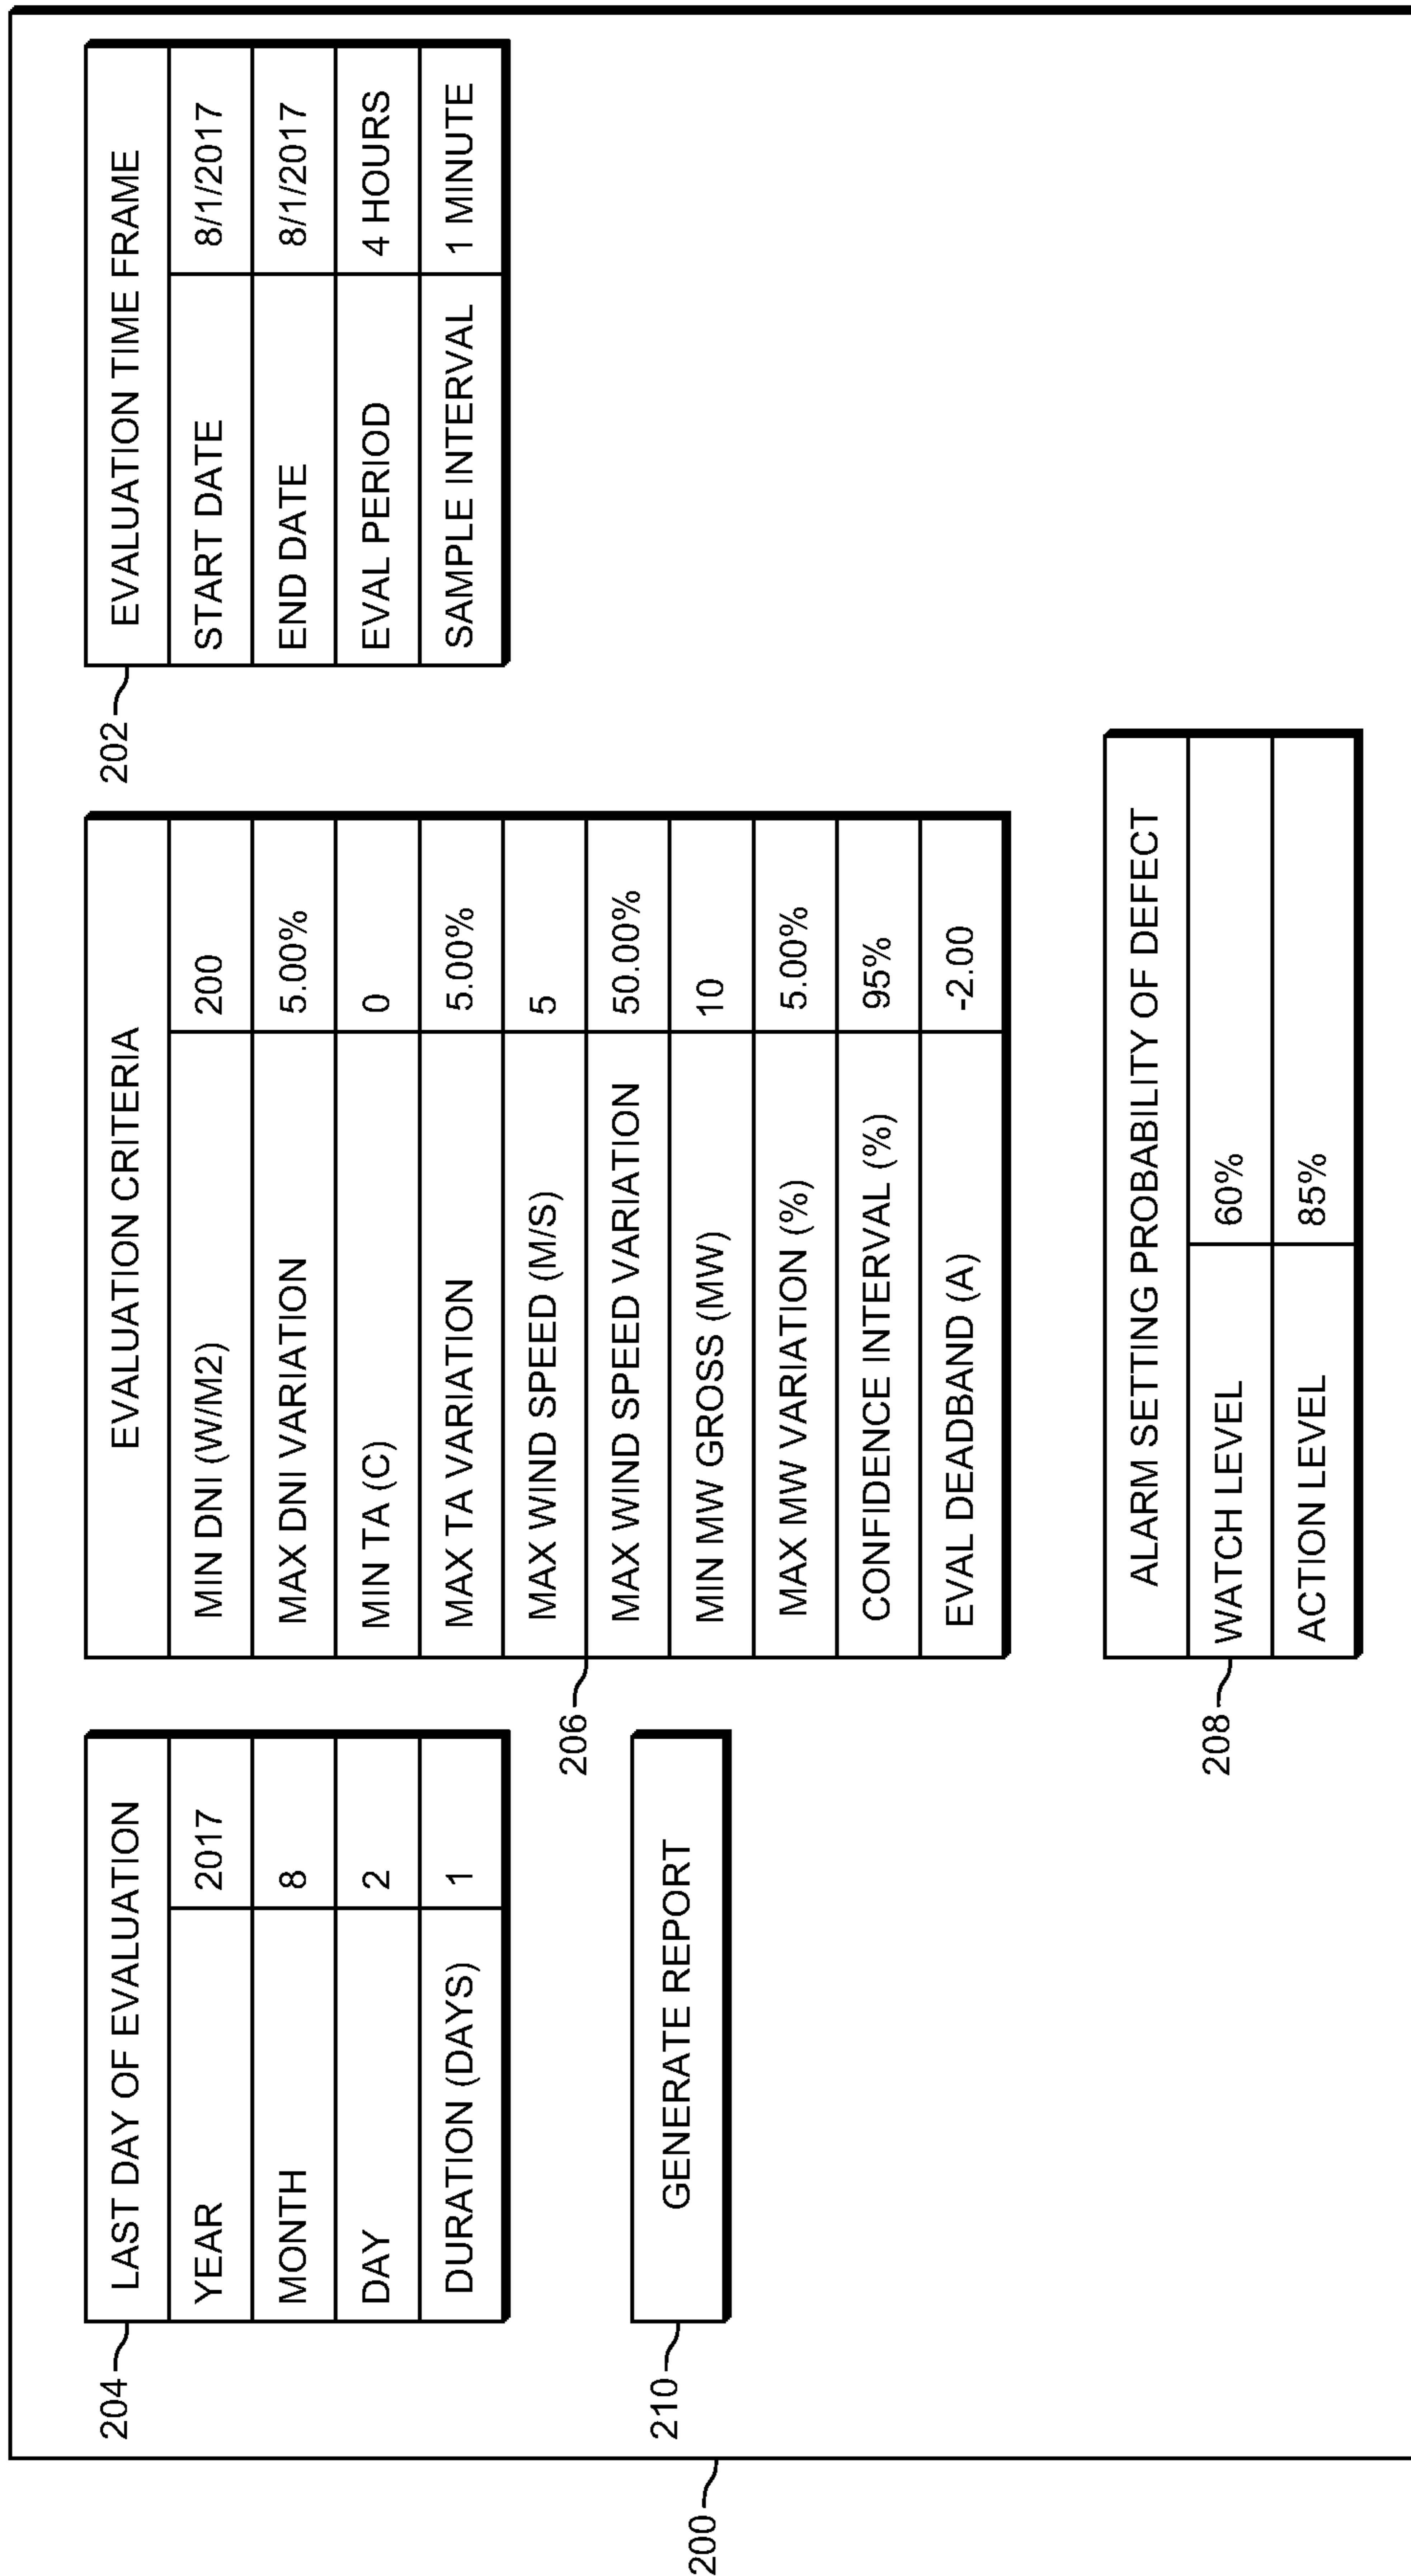 200
204
LAST DAY OF EVALUATION
YEAR 2017
MONTH 8
DAY 2
DURATION (DAYS) 1
210
GENERATE REPORT
206
EVALUATION CRITERIA
MIN DNI (W/M2) 200
MAX DNI VARIATION 5.00%
MIN TA (C) 0
MAX TA VARIATION 5.00%
MAX WIND SPEED (M/S) 5
MAX WIND SPEED VARIATION 50.00%
MIN MW GROSS (MW) 10
MAX MW VARIATION (%) 5.00%
CONFIDENCE INTERVAL (%) 95%
EVAL DEADBAND (A) -2.00
208
ALARM SETTING PROBABILITY OF DEFECT
WATCH LEVEL 60%
ACTION LEVEL 85%
202
EVALUATION TIME FRAME
START DATE 8/1/2017
END DATE 8/1/2017
EVAL PERIOD 4 HOURS
SAMPLE INTERVAL 1 MINUTE